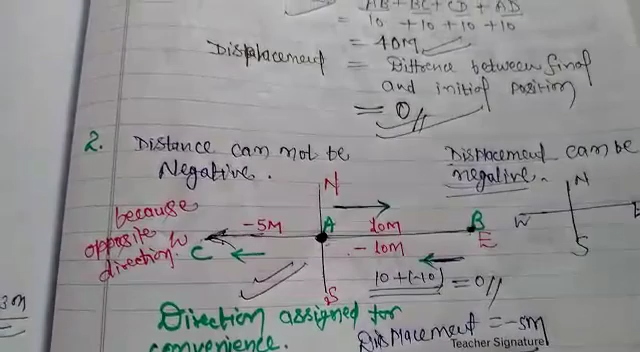 AB + BC + CD + AD
= 10 + 10 + 10 + 10
= 40M
Displacement = Diffrence between final
and initial position
= 0//
2. Distance can not be
Negative.
Displacement can be
negative.
N
N
because
opposite
direction.
W
C
-5M
A
10M
B
E
- 10M
W
S
10+(-10) = 0//
S
3m
Direction assigned for
convenience.
Displacement = -5m
Teacher Signature